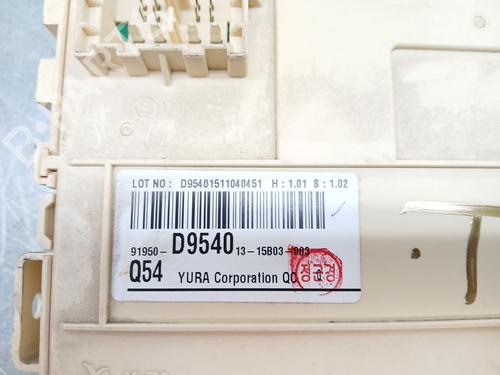 LOT NO : D95401511040451 H : 1.01 S : 1.02
91950- D9540 13-15B03-003
Q54 YURA Corporation QC